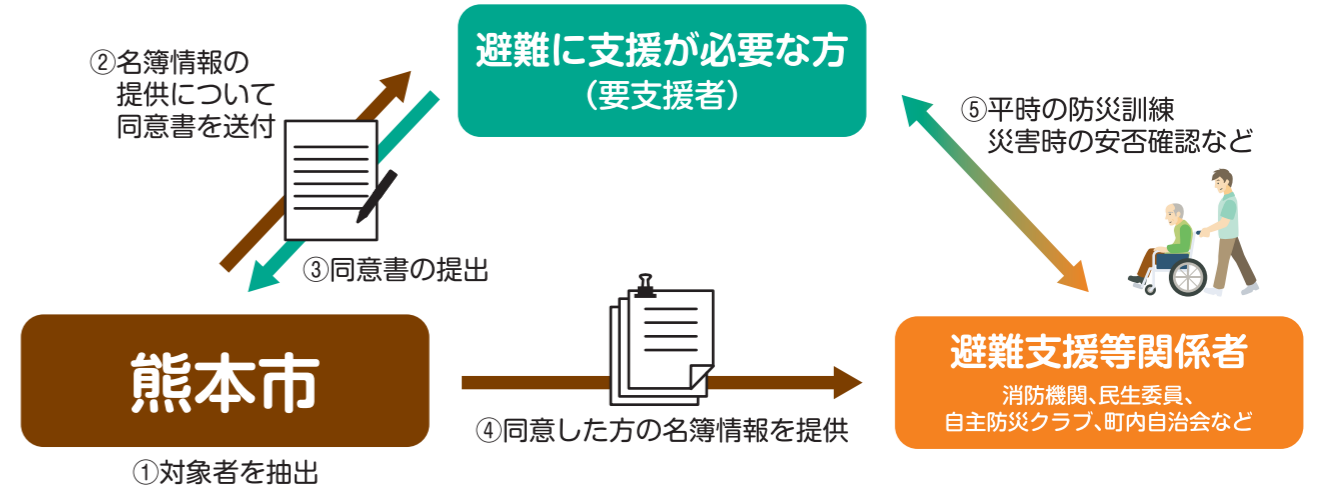 避難に支援が必要な方
（要支援者）
②名簿情報の
提供について
同意書を送付
③同意書の提出
⑤平時の防災訓練
災害時の安否確認など
熊本市
①対象者を抽出
④同意した方の名簿情報を提供
避難支援等関係者
消防機関、民生委員、
自主防災クラブ、町内自治会など